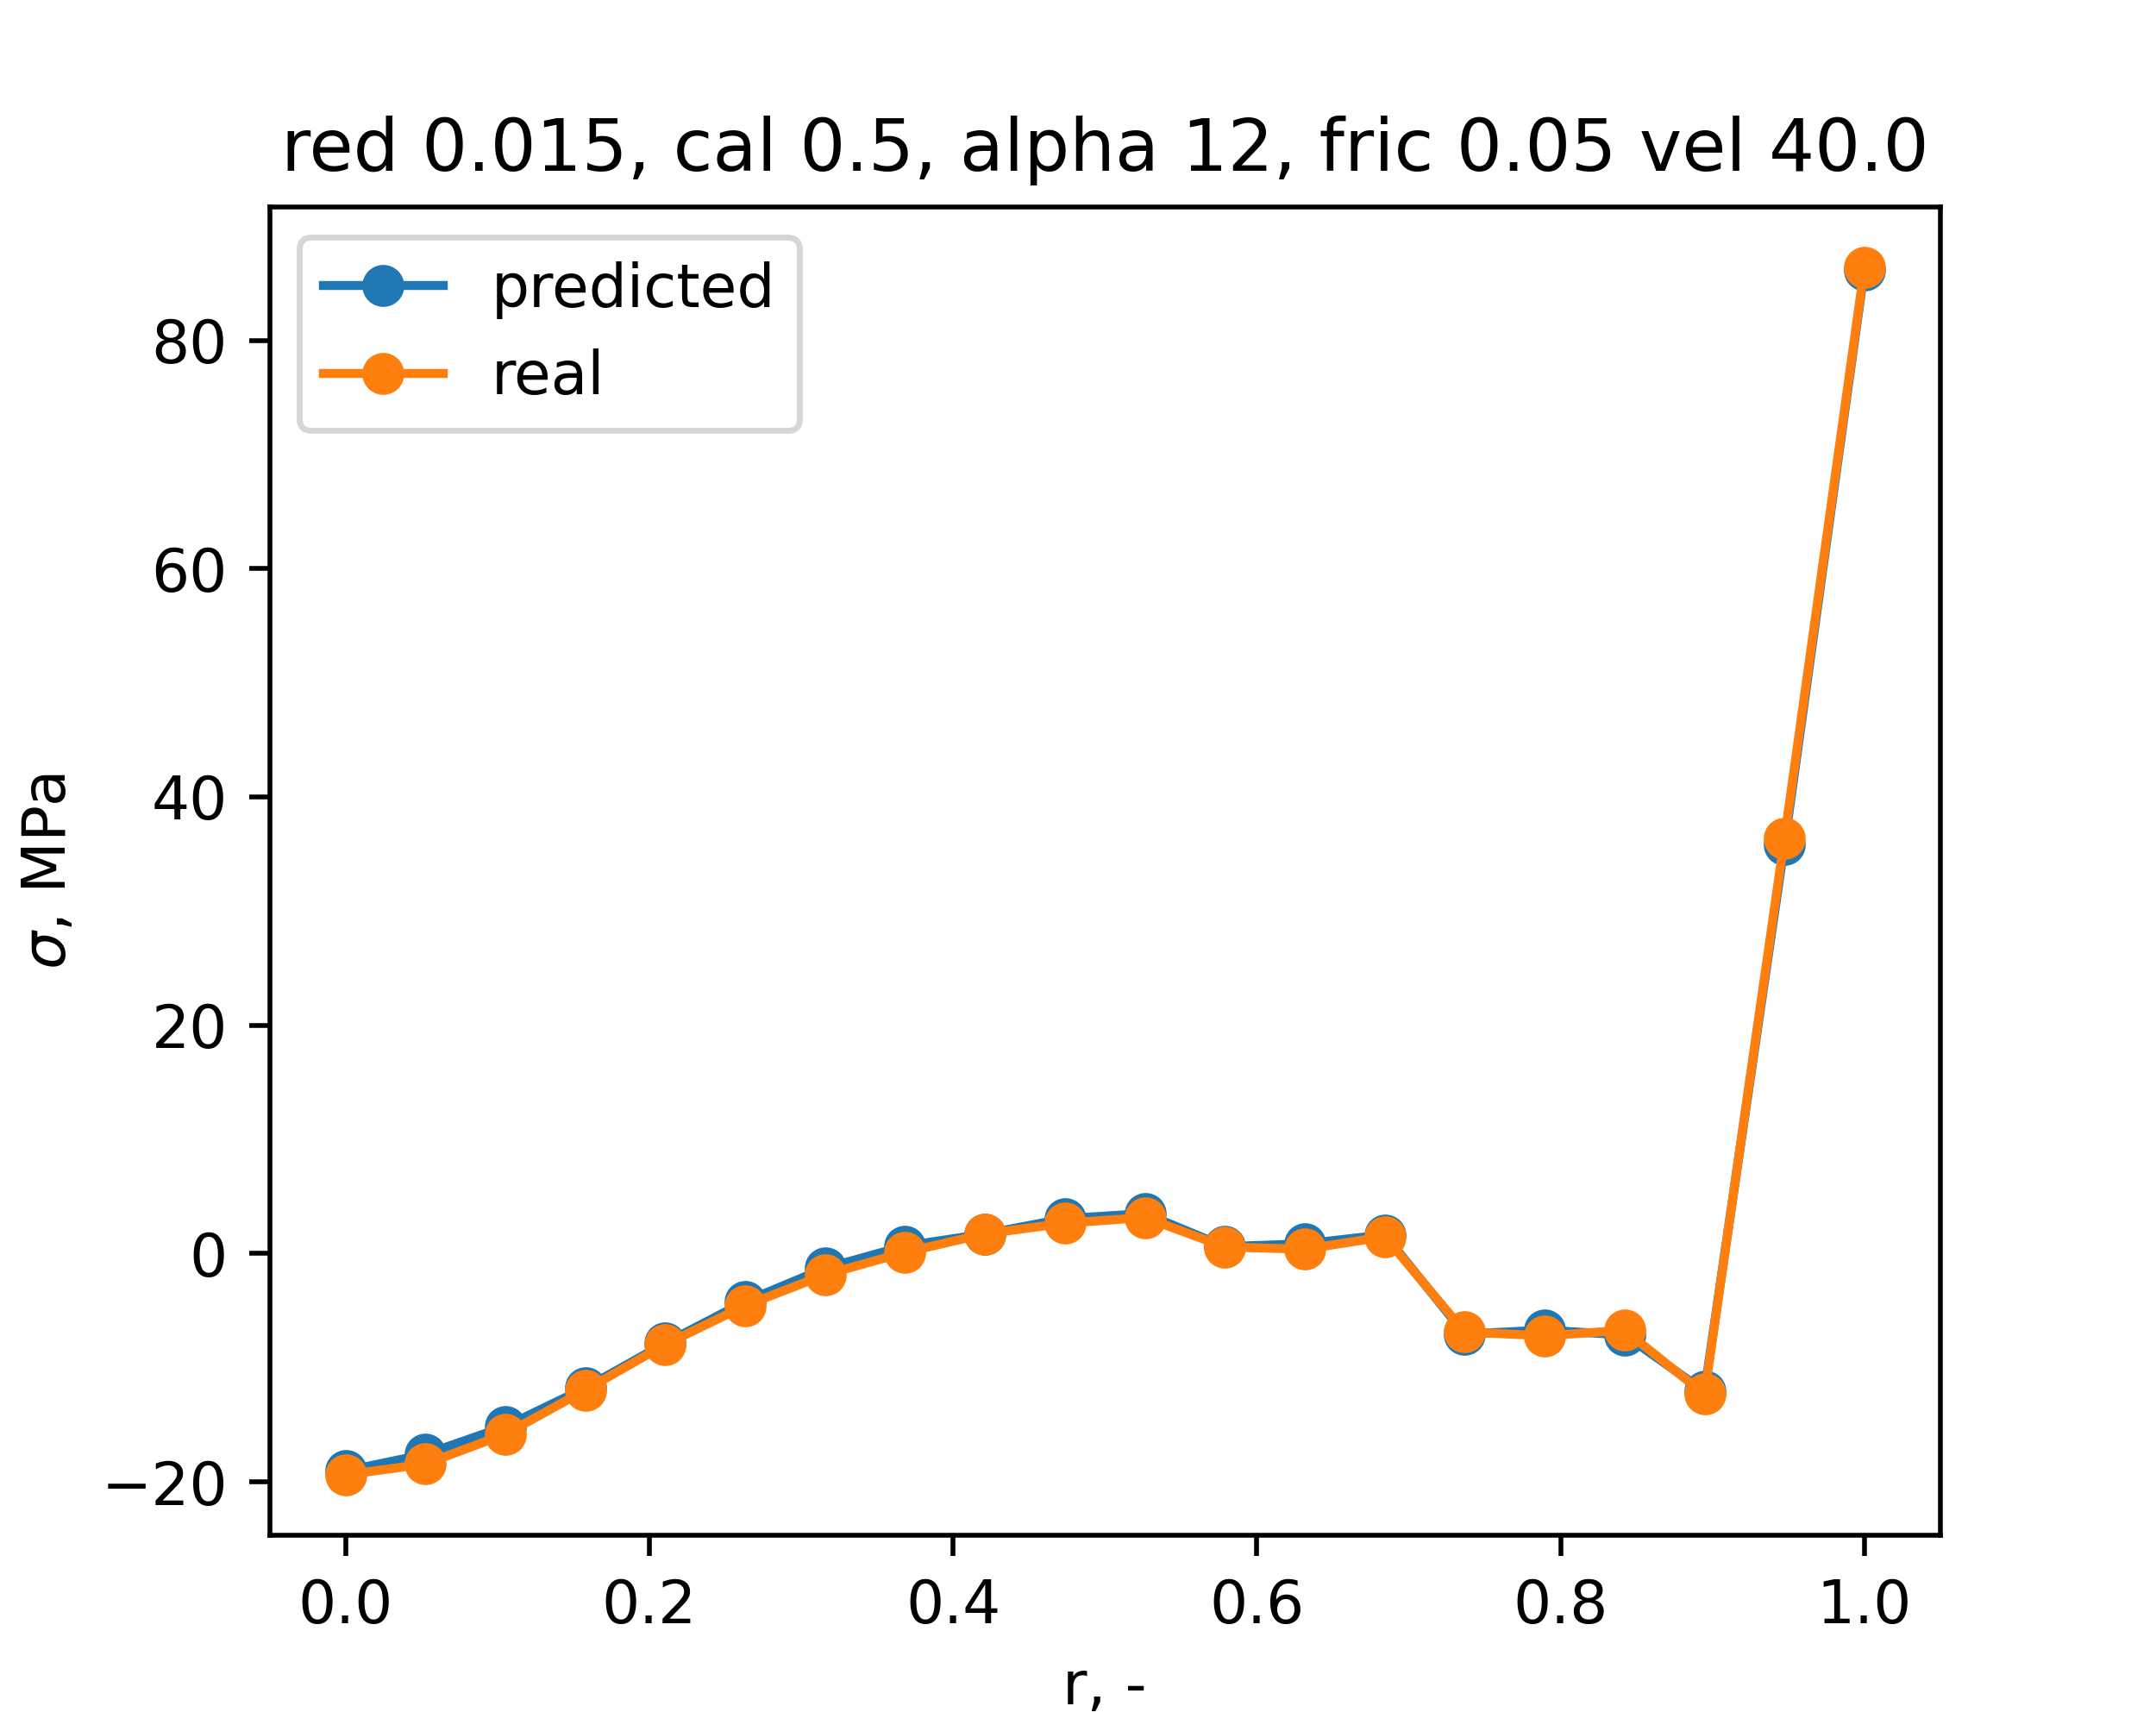 red 0.015, cal 0.5, alpha 12, fric 0.05 vel 40.0
predicted
real
80
60
40
20
0
−20
σ, MPa
0.0 0.2 0.4 0.6 0.8 1.0
r, -